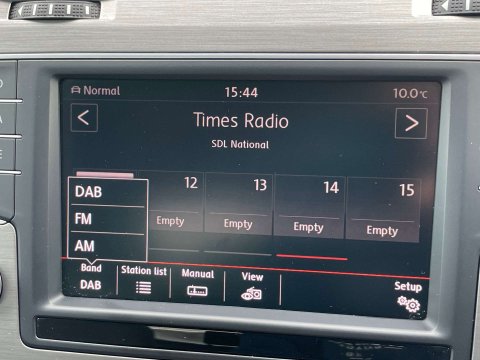 Normal 15:44 10.0°C
< Times Radio >
SDL National
12 13 14 15
Empty Empty Empty Empty
DAB
FM
AM
Band Station list Manual View Setup
DAB